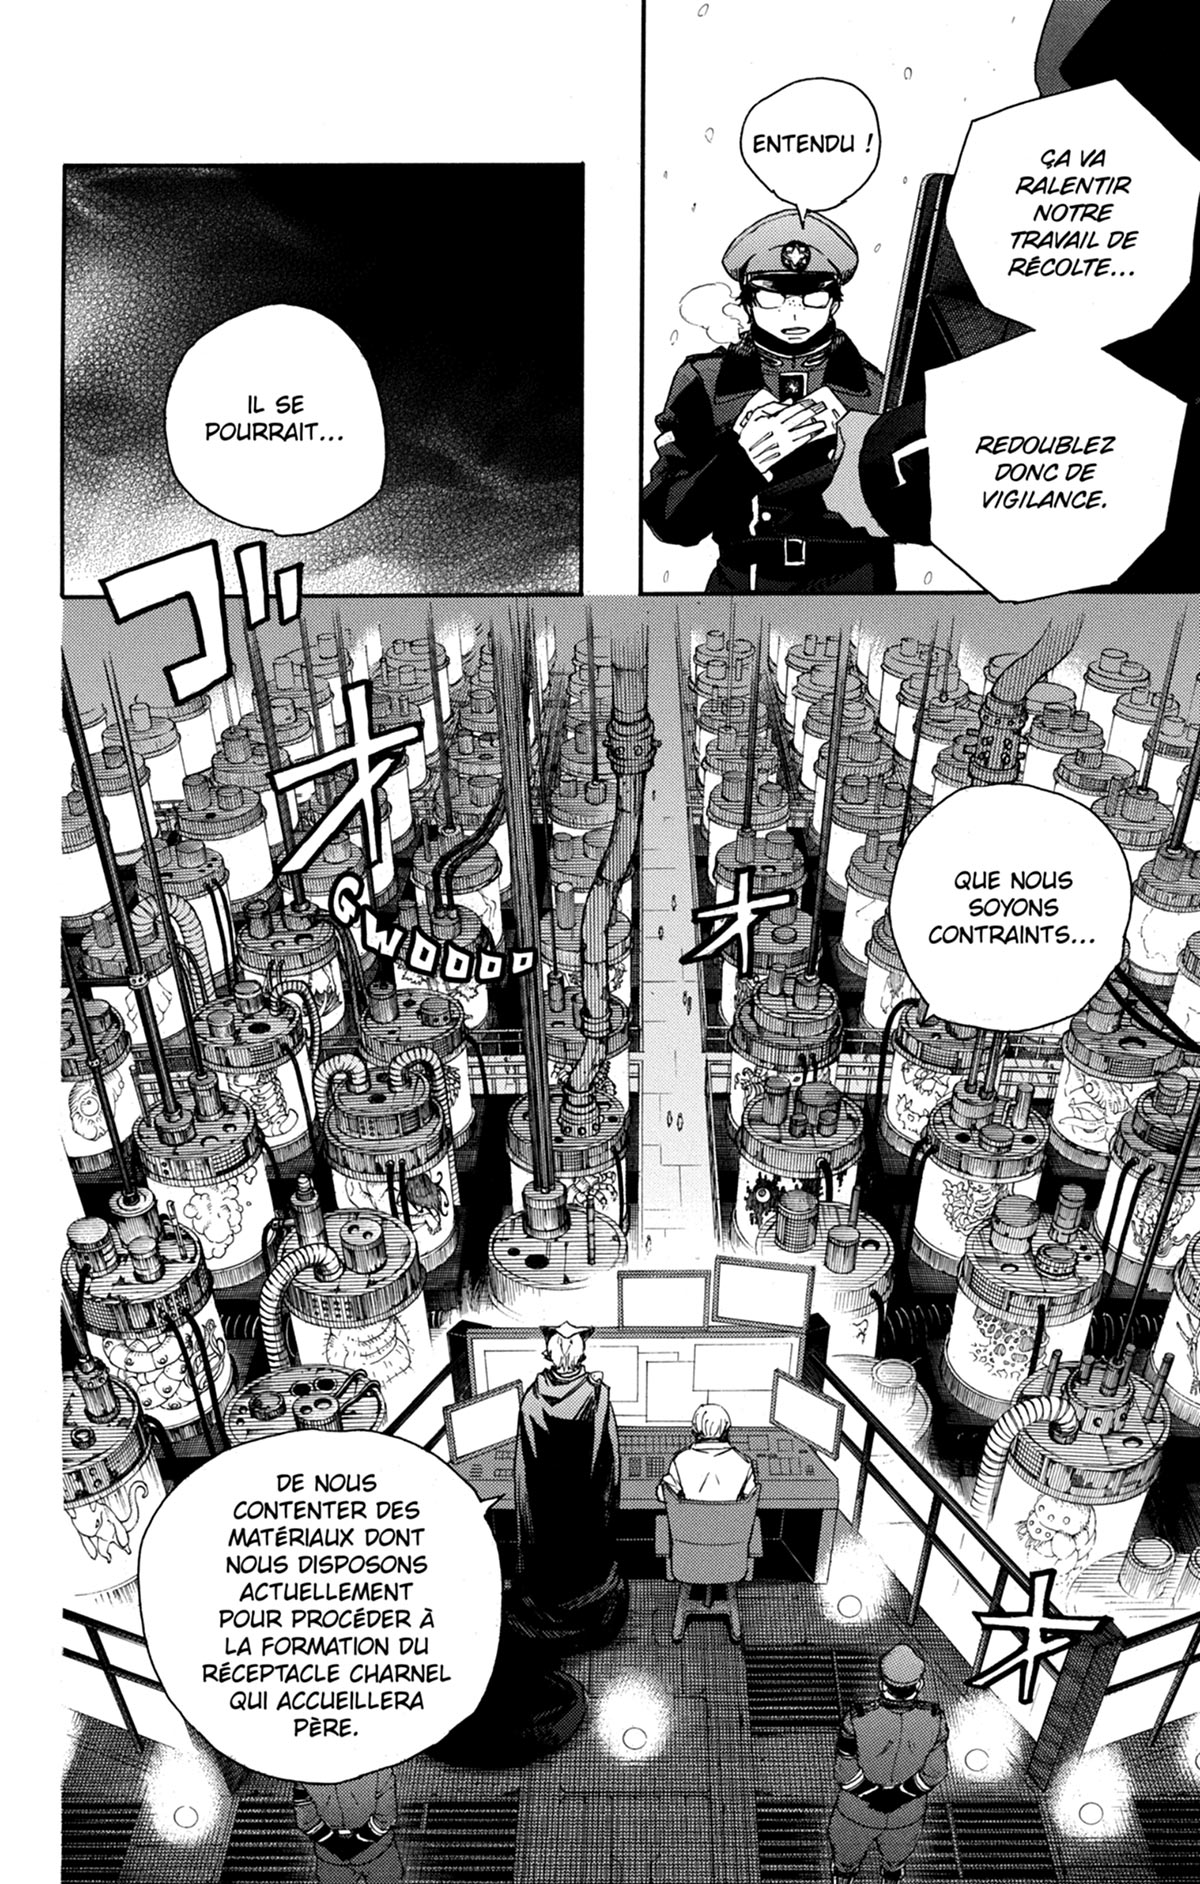 ÇA VA
RALENTIR
NOTRE
TRAVAIL DE
RÉCOLTE...
REDOUBLEZ
DONC DE
VIGILANCE.
ENTENDU !
IL SE
POURRAIT...
ゴ
オ
オ
オ
GWOOOO
QUE NOUS
SOYONS
CONTRAINTS...
DE NOUS
CONTENTER DES
MATÉRIAUX DONT
NOUS DISPOSONS
ACTUELLEMENT
POUR PROCÉDER À
LA FORMATION DU
RÉCEPTACLE CHARNEL
QUI ACCUEILLERA
PÈRE.